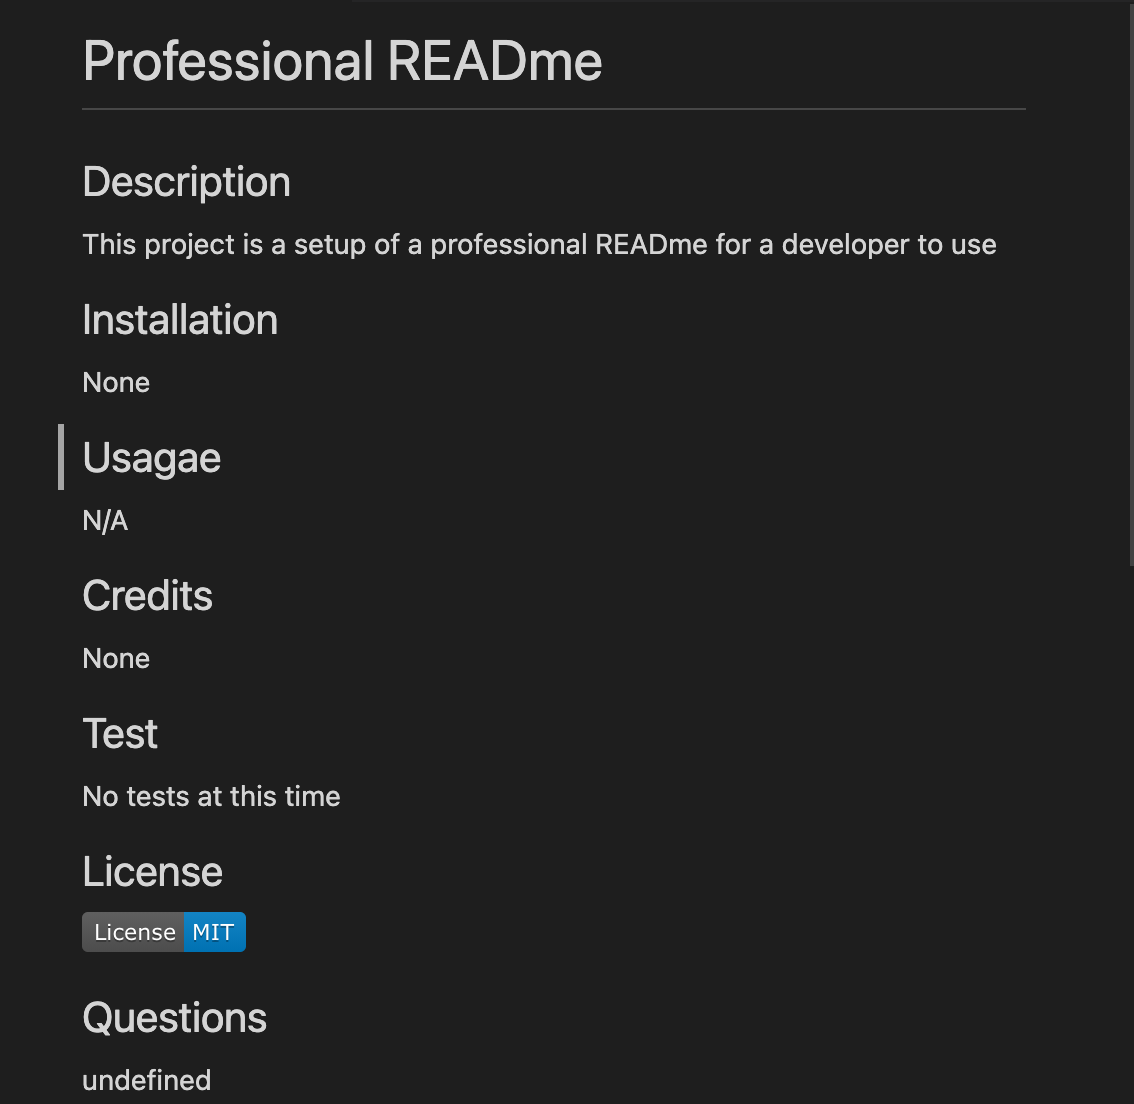 Professional READme
Description
This project is a setup of a professional READme for a developer to use
Installation
None
Usagae
N/A
Credits
None
Test
No tests at this time
License
License MIT
Questions
undefined